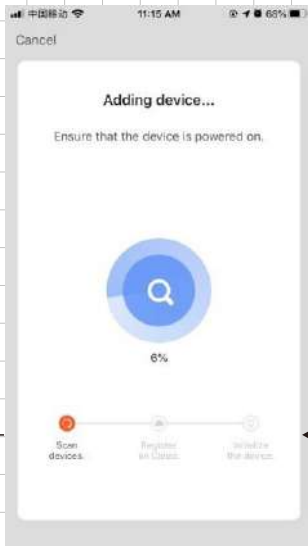 中国移动 11:15 AM 68%
Cancel
Adding device...
Ensure that the device is powered on.
6%
Scan devices.
Register on Cloud.
Initialize the device.